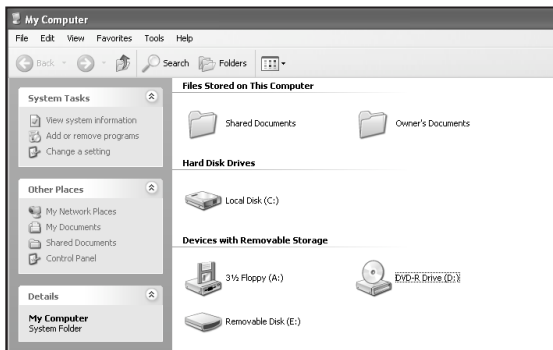 My Computer
File Edit View Favorites Tools Help
Back Search Folders
System Tasks
View system information
Add or remove programs
Change a setting
Other Places
My Network Places
My Documents
Shared Documents
Control Panel
Details
My Computer
System Folder
Files Stored on This Computer
Shared Documents Owner's Documents
Hard Disk Drives
Local Disk (C:)
Devices with Removable Storage
3½ Floppy (A:) DVD-R Drive (D:)
Removable Disk (E:)